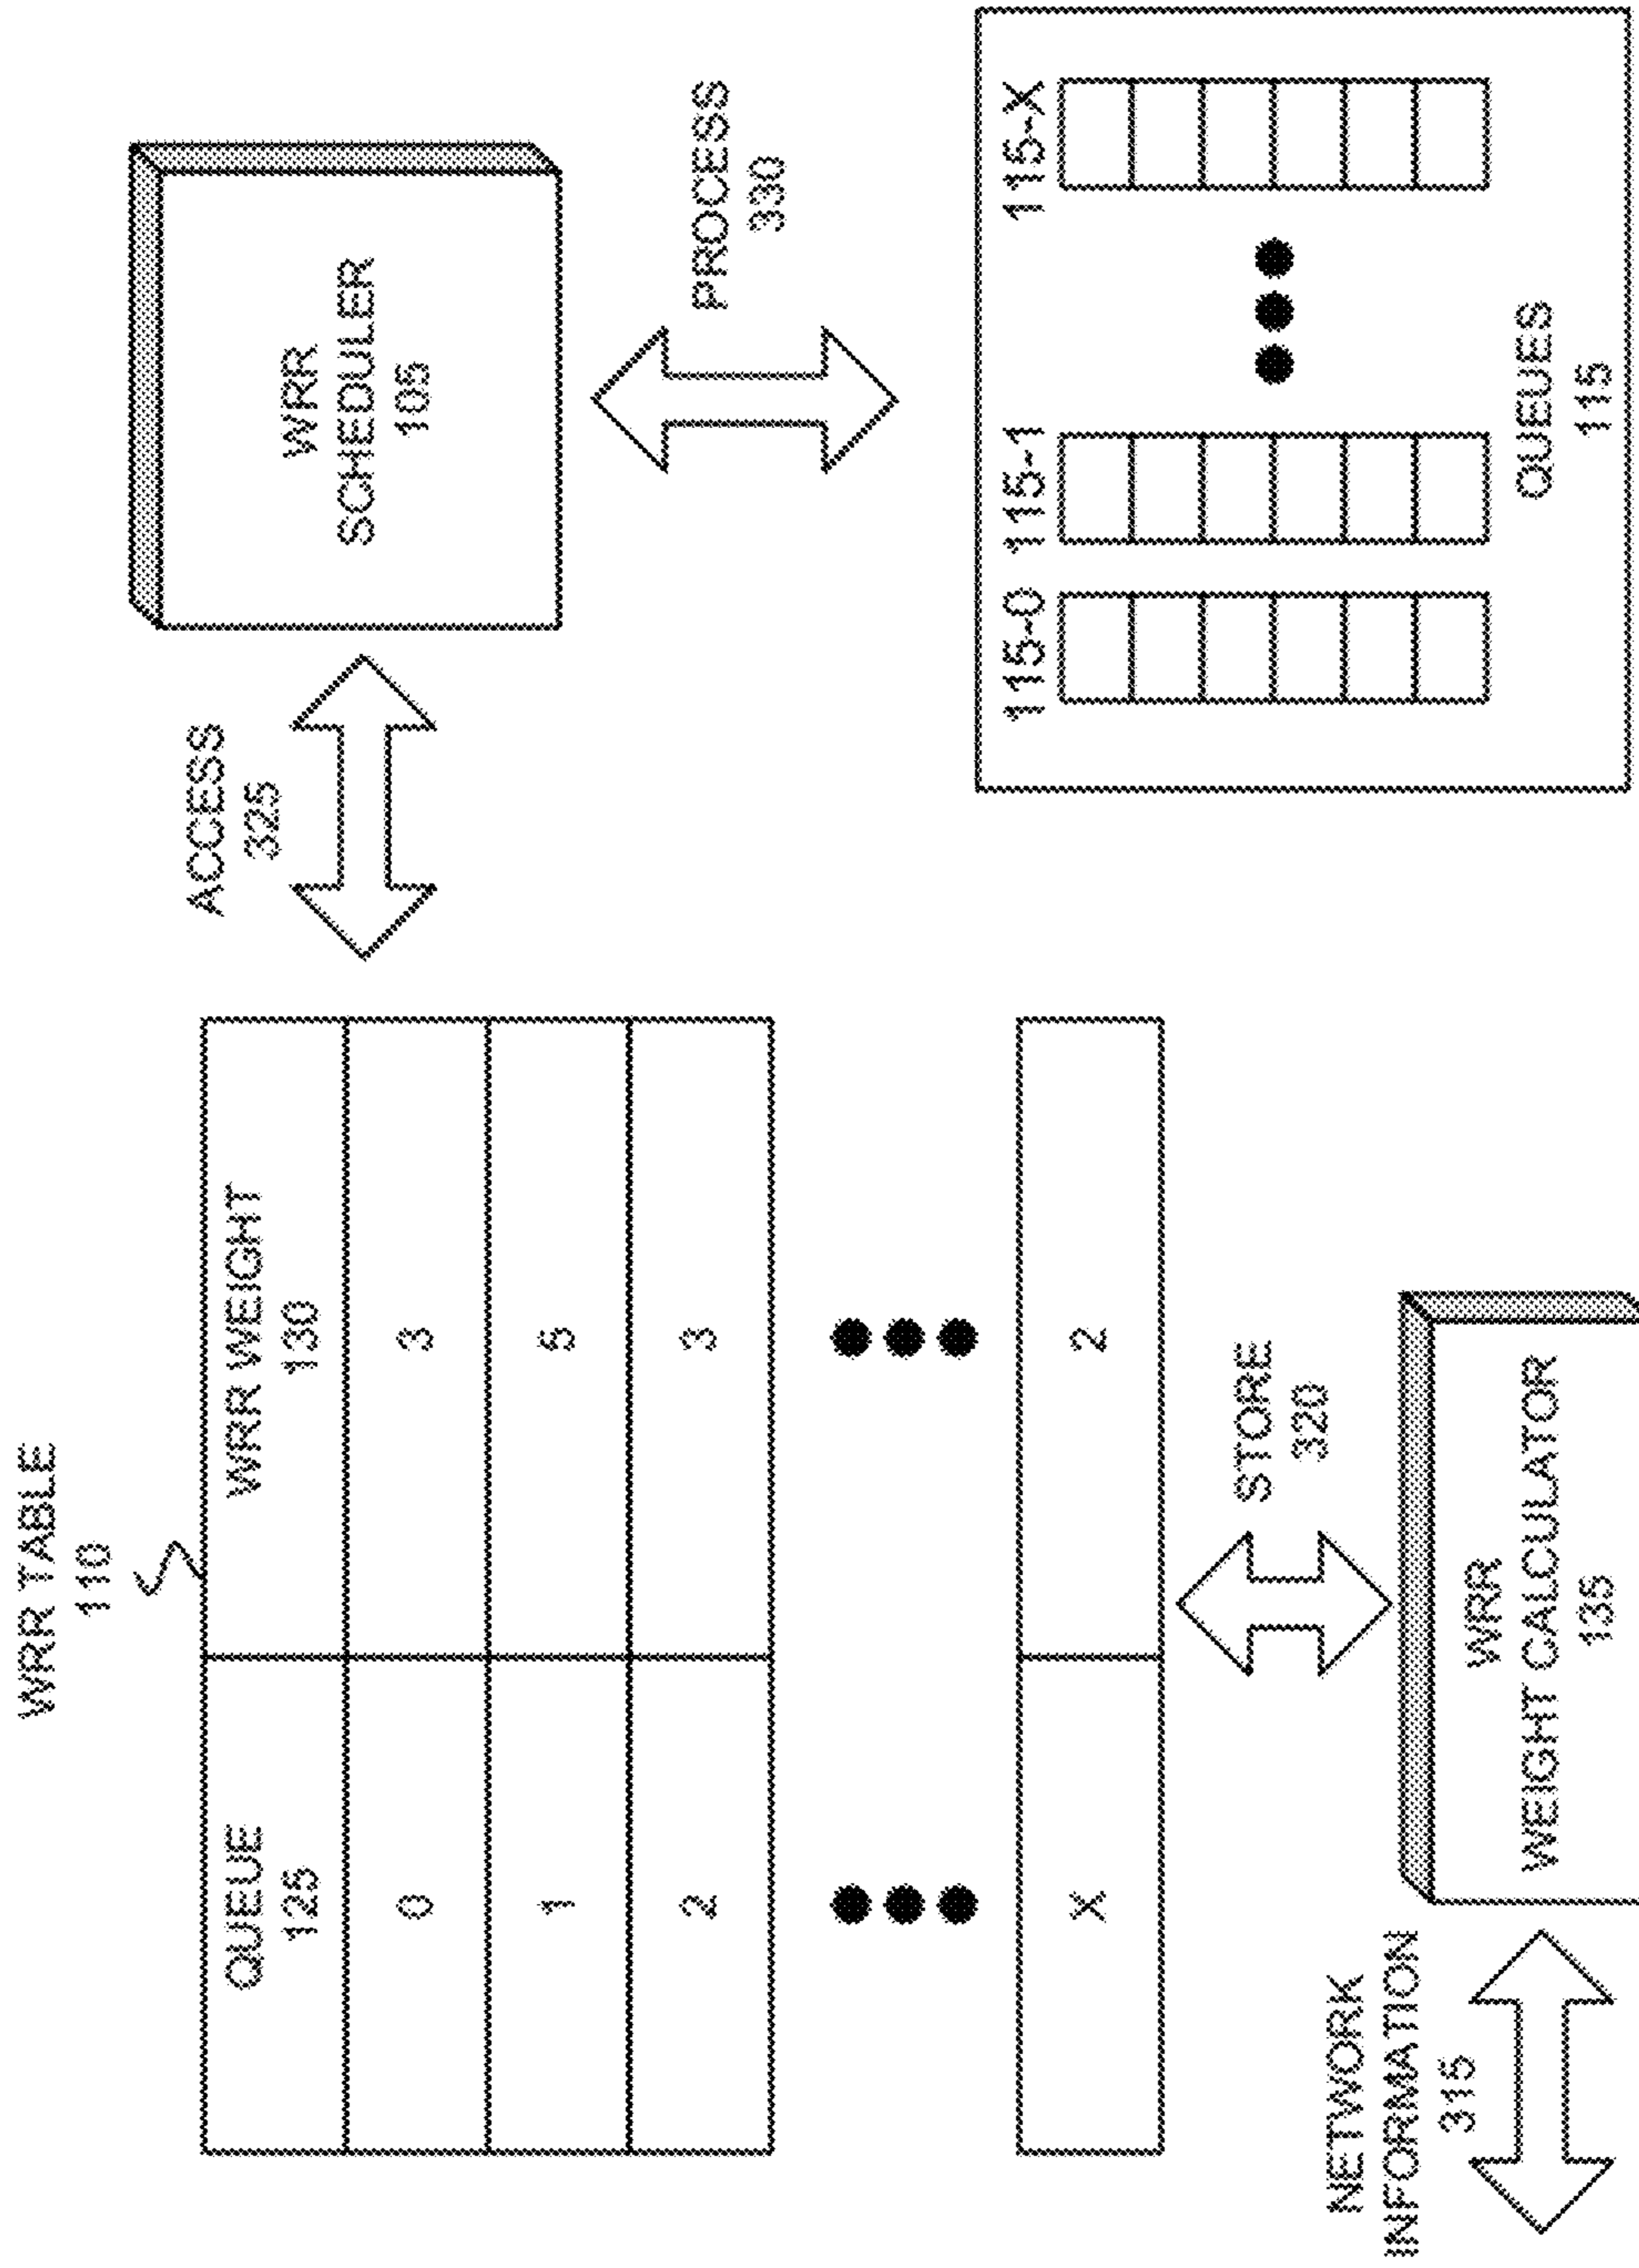 WRR TABLE
110
QUEUE
125
WRR WEIGHT
130
0
3
1
5
2
3
X
2
ACCESS
325
WRR
SCHEDULER
105
PROCESS
330
115-0
115-1
115-X
QUEUES
115
STORE
320
NETWORK
INFORMATION
315
WRR
WEIGHT CALCULATOR
135